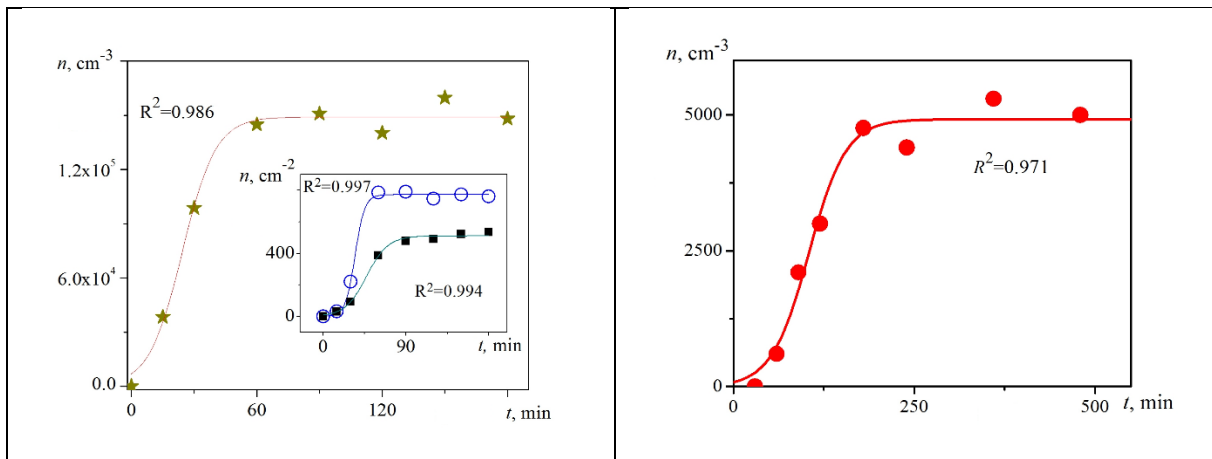 n, cm-3
R2=0.986
1.2x105
6.0x104
0.0
0
60
120
t, min
n, cm-2
R2=0.997
400
R2=0.994
0
0
90
t, min
n, cm-3
5000
R2=0.971
2500
0
0
250
500
t, min